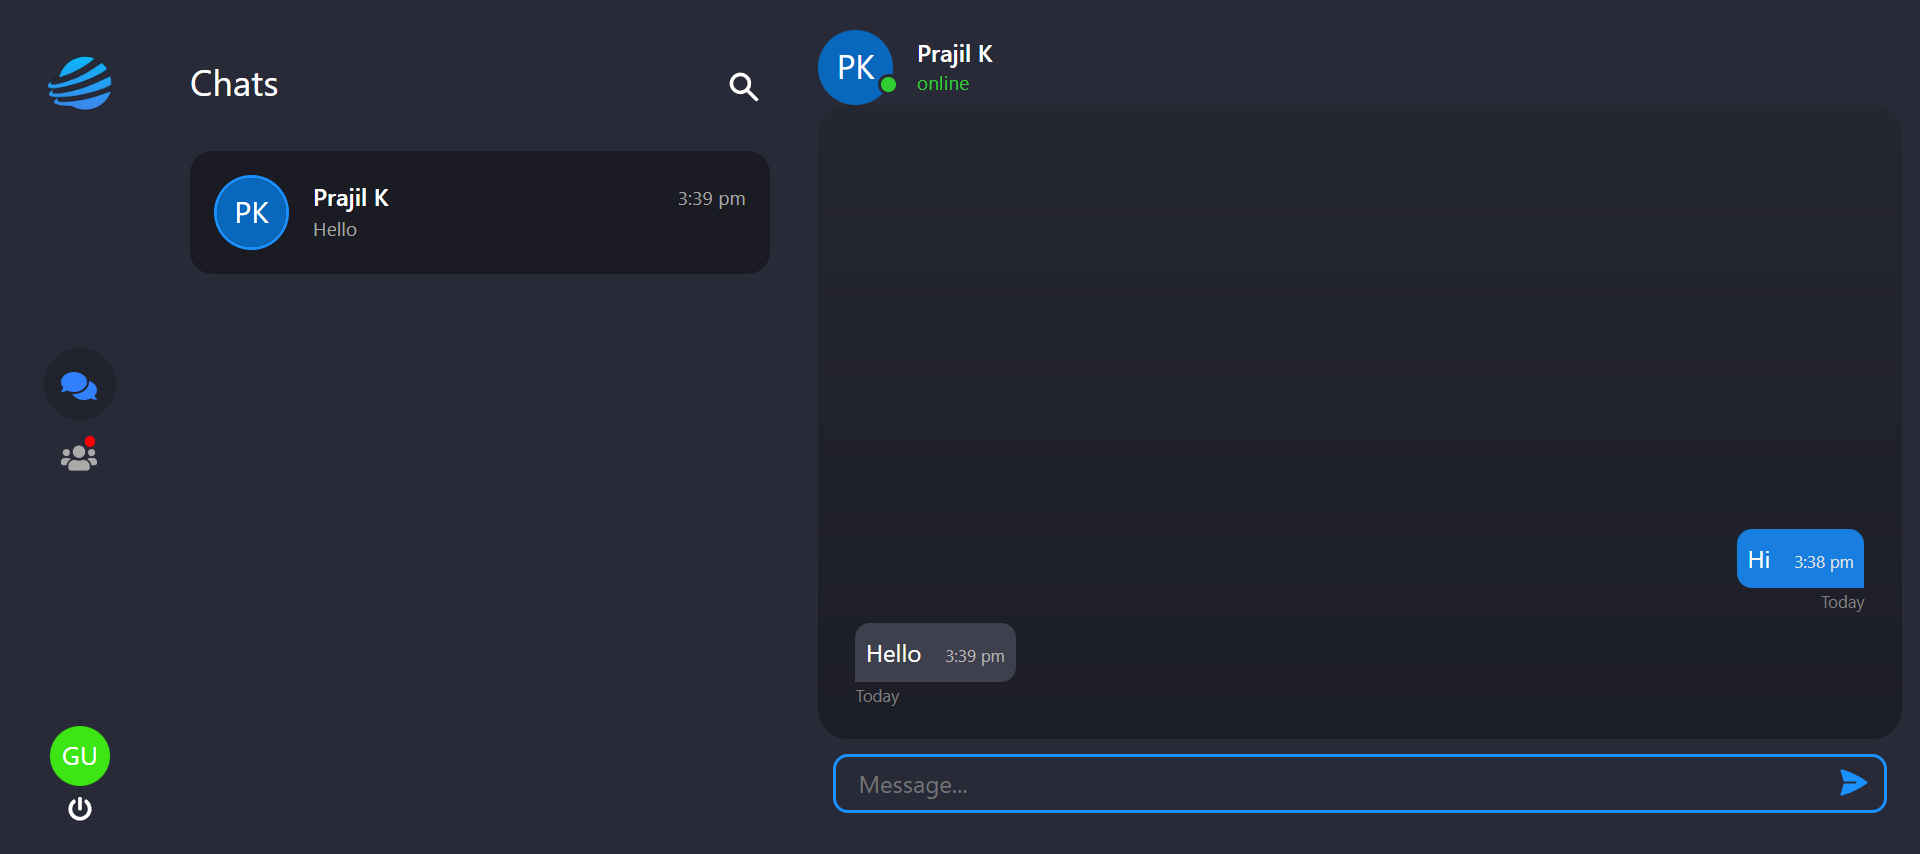 Chats
PK
Prajil K
3:39 pm
Hello
GU
PK
Prajil K
online
Hi 3:38 pm
Today
Hello 3:39 pm
Today
Message...